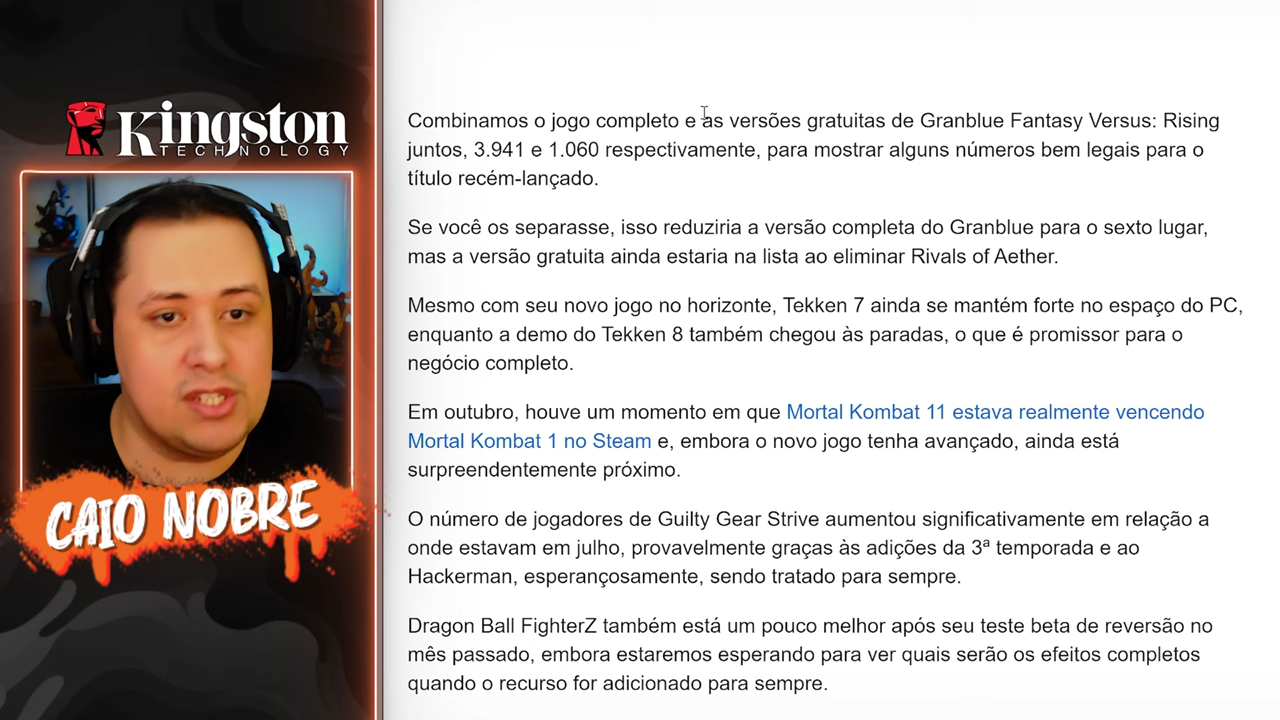 Kingston
TECHNOLOGY
CAIO NOBRE
Combinamos o jogo completo e as versões gratuitas de Granblue Fantasy Versus: Rising
juntos, 3.941 e 1.060 respectivamente, para mostrar alguns números bem legais para o
título recém-lançado.
Se você os separasse, isso reduziria a versão completa do Granblue para o sexto lugar,
mas a versão gratuita ainda estaria na lista ao eliminar Rivals of Aether.
Mesmo com seu novo jogo no horizonte, Tekken 7 ainda se mantém forte no espaço do PC,
enquanto a demo do Tekken 8 também chegou às paradas, o que é promissor para o
negócio completo.
Em outubro, houve um momento em que Mortal Kombat 11 estava realmente vencendo
Mortal Kombat 1 no Steam e, embora o novo jogo tenha avançado, ainda está
surpreendentemente próximo.
O número de jogadores de Guilty Gear Strive aumentou significativamente em relação a
onde estavam em julho, provavelmente graças às adições da 3ª temporada e ao
Hackerman, esperançosamente, sendo tratado para sempre.
Dragon Ball FighterZ também está um pouco melhor após seu teste beta de reversão no
mês passado, embora estaremos esperando para ver quais serão os efeitos completos
quando o recurso for adicionado para sempre.